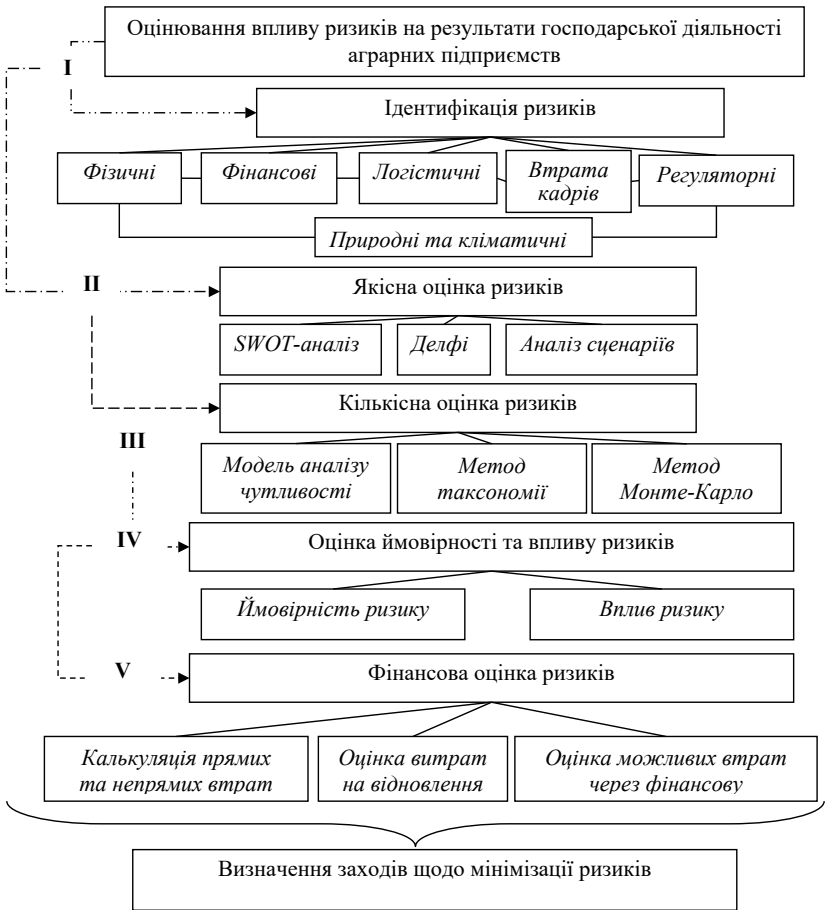 Оцінювання впливу ризиків на результати господарської діяльності
аграрних підприємств
I
Ідентифікація ризиків
Фізичні
Фінансові
Логістичні
Втрата
кадрів
Регуляторні
Природні та кліматичні
II
Якісна оцінка ризиків
SWOT-аналіз
Делфі
Аналіз сценаріїв
Кількісна оцінка ризиків
III
Модель аналізу
чутливості
Метод
таксономії
Метод
Монте-Карло
IV
Оцінка ймовірності та впливу ризиків
Ймовірність ризику
Вплив ризику
V
Фінансова оцінка ризиків
Калькуляція прямих
та непрямих втрат
Оцінка витрат
на відновлення
Оцінка можливих втрат
через фінансову
Визначення заходів щодо мінімізації ризиків